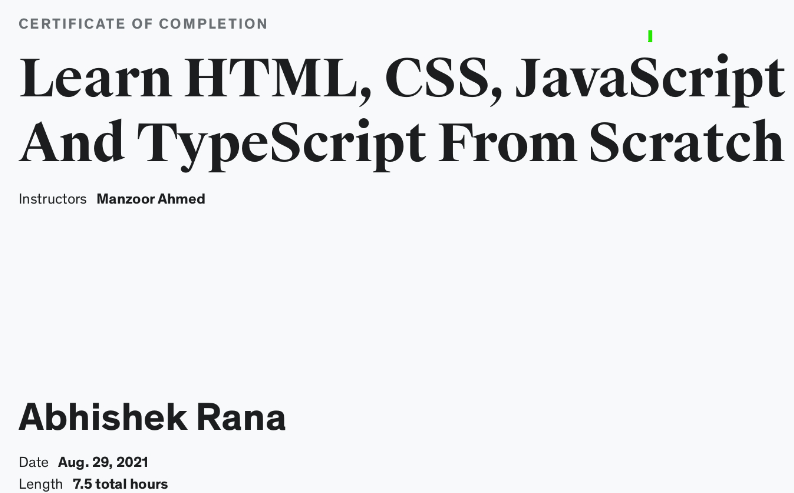 CERTIFICATE OF COMPLETION
Learn HTML, CSS, JavaScript
And TypeScript From Scratch
Instructors Manzoor Ahmed
Abhishek Rana
Date Aug. 29, 2021
Length 7.5 total hours